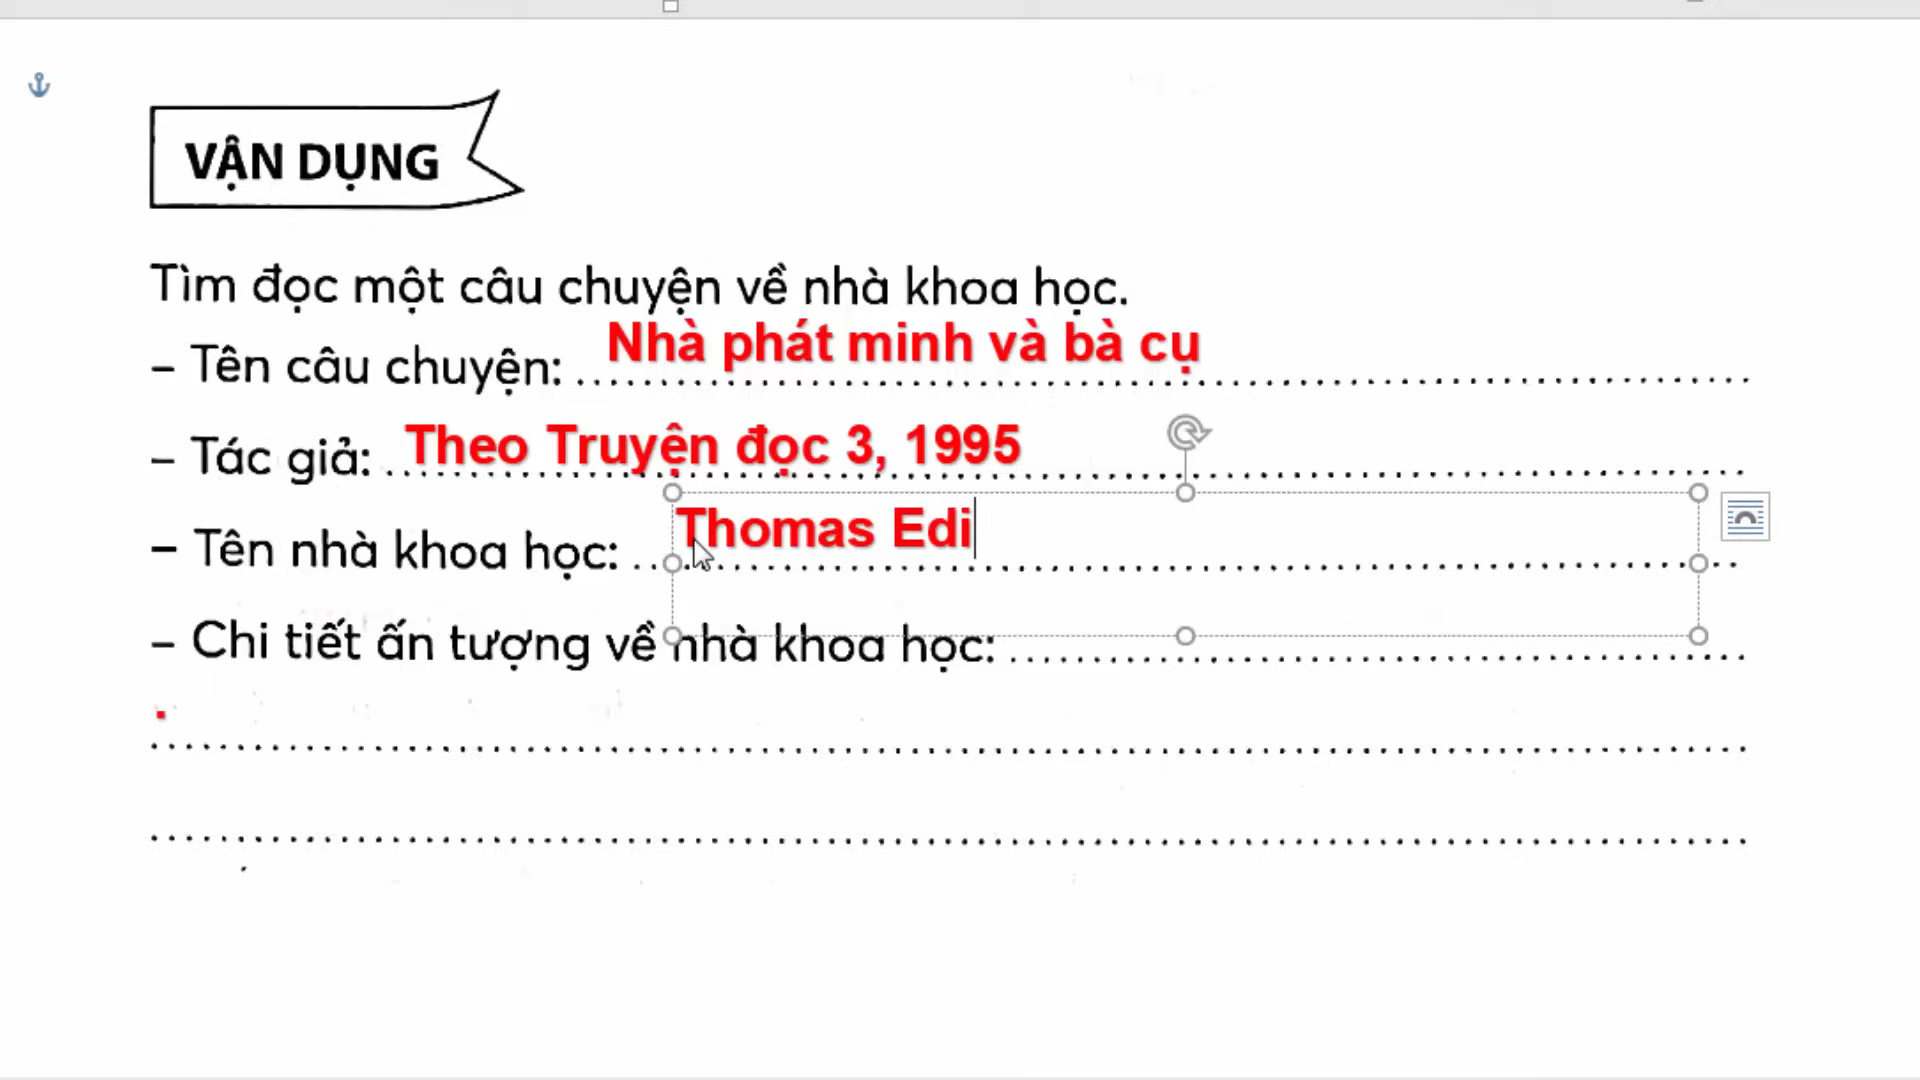 VẬN DỤNG
Tìm đọc một câu chuyện về nhà khoa học.
– Tên câu chuyện: Nhà phát minh và bà cụ
– Tác giả: Theo Truyện đọc 3, 1995
– Tên nhà khoa học: Thomas Edi
– Chi tiết ấn tượng về nhà khoa học:
.